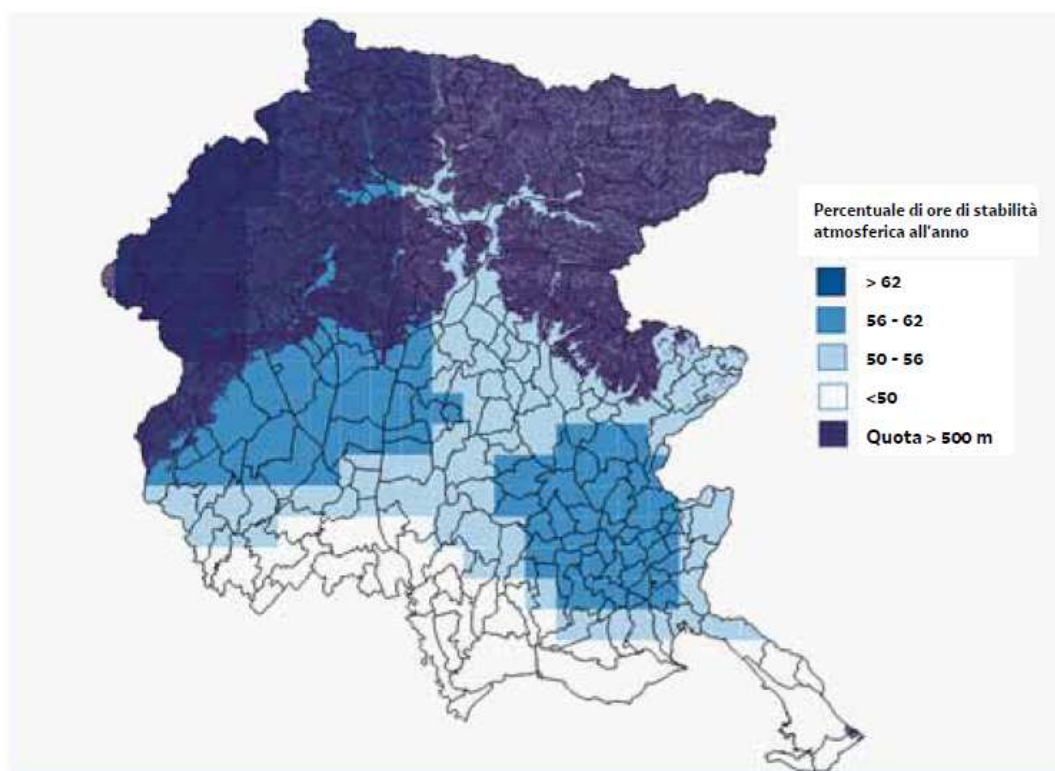 Percentuale di ore di stabilità
atmosferica all'anno
> 62
56 - 62
50 - 56
<50
Quota > 500 m